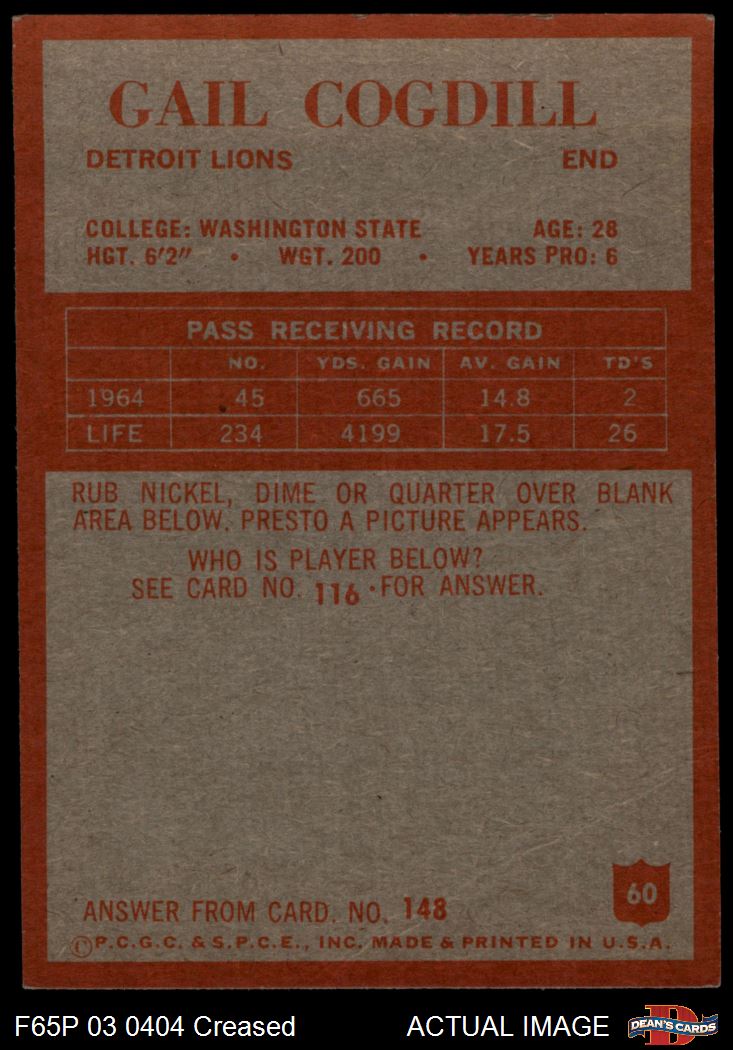 GAIL COGDILL
DETROIT LIONS END
COLLEGE: WASHINGTON STATE AGE: 28
HGT. 6'2" • WGT. 200 • YEARS PRO: 6
PASS RECEIVING RECORD
NO. YDS. GAIN AV. GAIN TD'S
1964 45 665 14.8 2
LIFE 234 4199 17.5 26
RUB NICKEL, DIME OR QUARTER OVER BLANK
AREA BELOW. PRESTO A PICTURE APPEARS.
WHO IS PLAYER BELOW?
SEE CARD NO. 116 • FOR ANSWER.
60
ANSWER FROM CARD. NO. 148
©P.C.G.C. & S.P.C.E., INC. MADE & PRINTED IN U.S.A.
F65P 03 0404 Creased ACTUAL IMAGE
D
DEAN'S CARDS